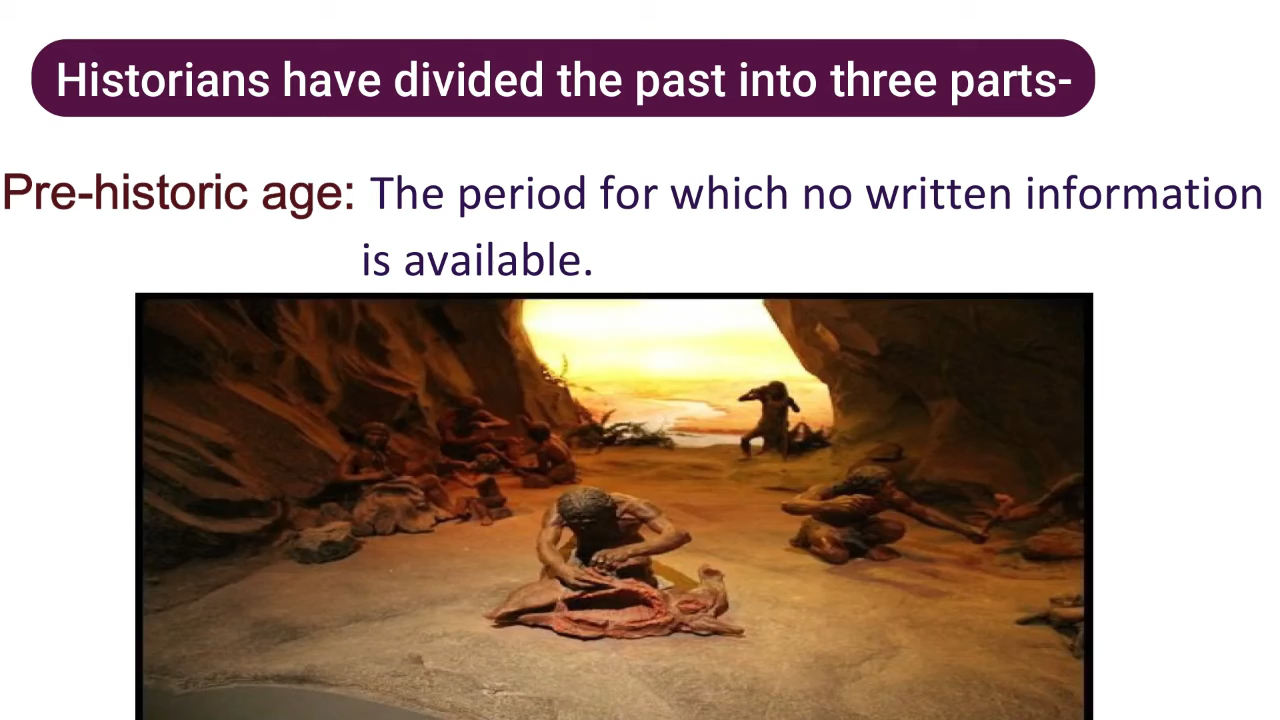 Historians have divided the past into three parts-
Pre-historic age: The period for which no written information
is available.